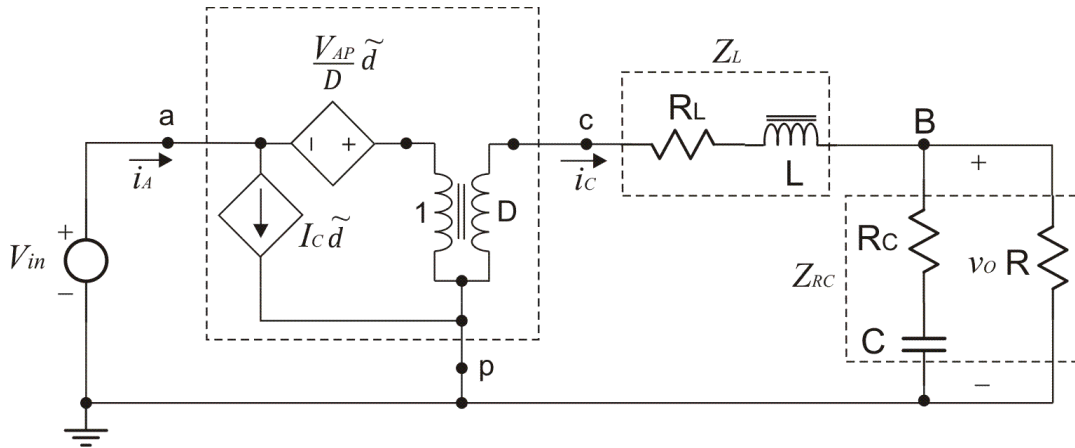 V_AP/D d̃
Z_L
a
c
R_L
B
+
i_A
−
+
i_C
L
1
D
I_C d̃
+
V_in
−
R_C
v_O
R
Z_RC
C
p
−